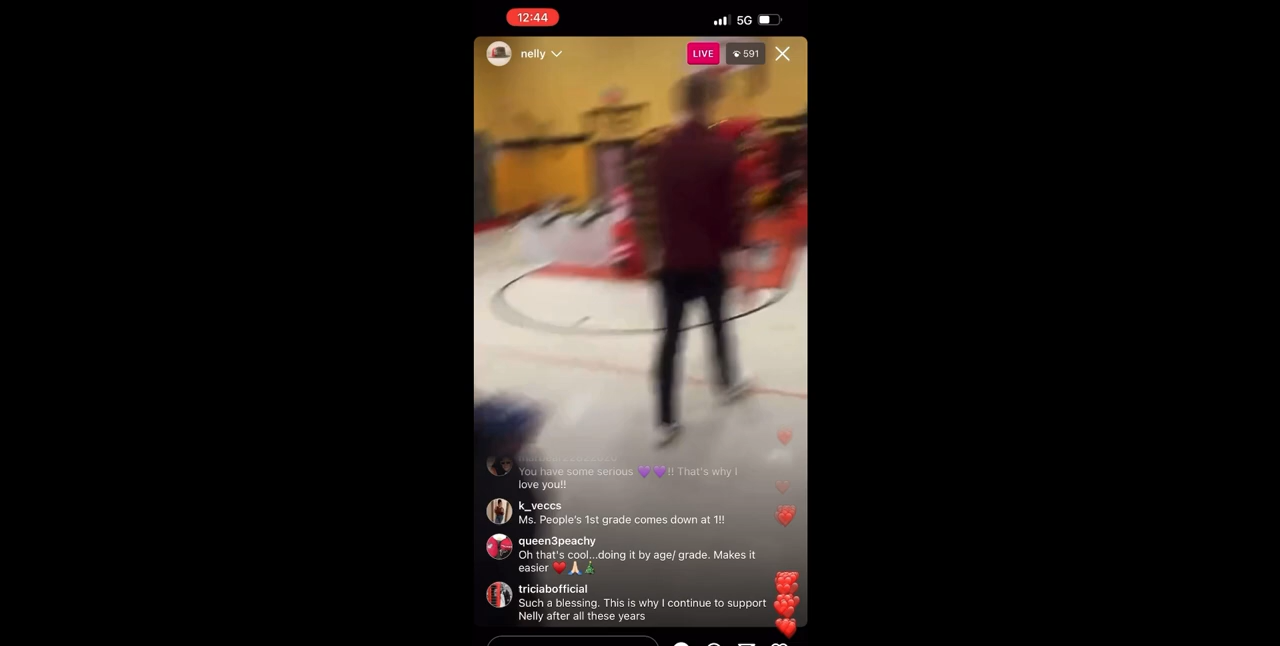 12:44
5G
nelly
LIVE
591
You have some serious 💜 💜!! That's why I
love you!!
k_veccs
Ms. People's 1st grade comes down at 1!!
queen3peachy
Oh that's cool...doing it by age/ grade. Makes it
easier ❤️🙏🏼🎄
triciabofficial
Such a blessing. This is why I continue to support
Nelly after all these years